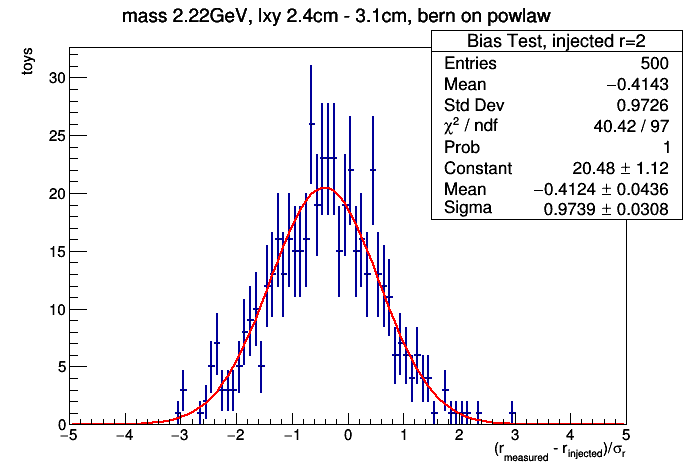 mass 2.22GeV, lxy 2.4cm - 3.1cm, bern on powlaw
Bias Test, injected r=2
Entries 500
Mean −0.4143
Std Dev 0.9726
χ² / ndf 40.42 / 97
Prob 1
Constant 20.48 ± 1.12
Mean −0.4124 ± 0.0436
Sigma 0.9739 ± 0.0308
toys
30
25
20
15
10
5
0
−5 −4 −3 −2 −1 0 1 2 3 4 5
(r_measured - r_injected)/σ_r